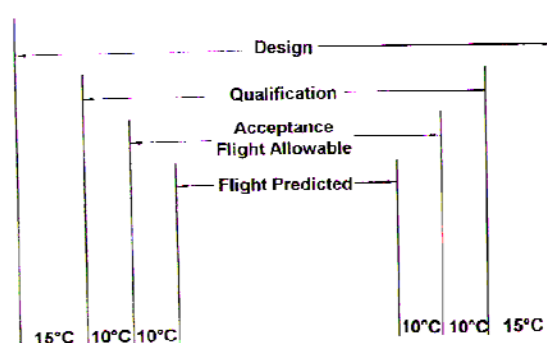 Design
Qualification
Acceptance
Flight Allowable
Flight Predicted
15°C 10°C 10°C 10°C 10°C 15°C